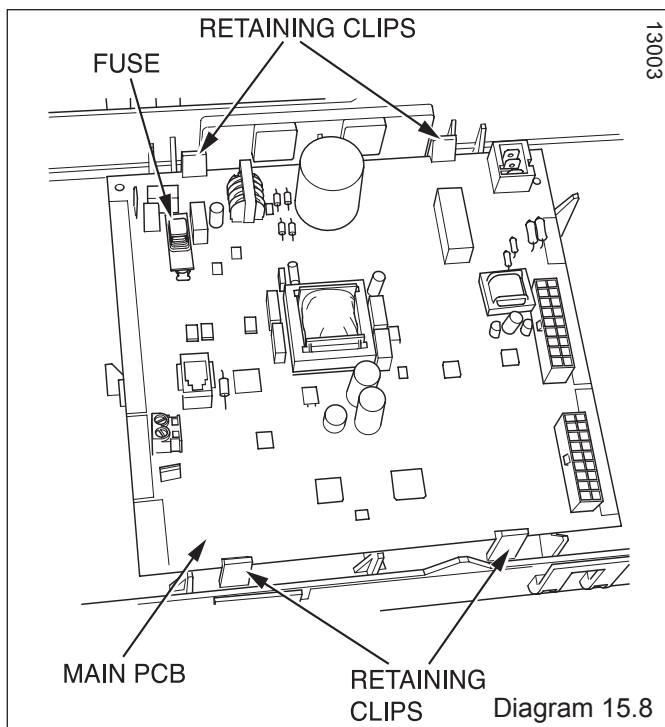 RETAINING CLIPS
13003
FUSE
MAIN PCB
RETAINING
CLIPS
Diagram 15.8